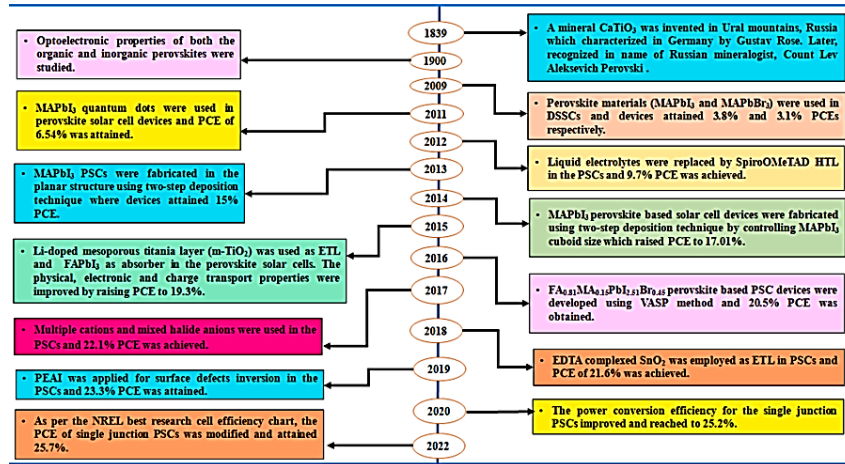 1839
• A mineral CaTiO₃ was invented in Ural mountains, Russia
which characterized in Germany by Gustav Rose. Later,
recognized in name of Russian mineralogist, Count Lev
Aleksevich Perovski .
• Optoelectronic properties of both the
organic and inorganic perovskites were
studied.
1900
2009
• Perovskite materials (MAPbI₃ and MAPbBr₃) were used in
DSSCs and devices attained 3.8% and 3.1% PCEs
respectively.
• MAPbI₃ quantum dots were used in
perovskite solar cell devices and PCE of
6.54% was attained.
2011
2012
• Liquid electrolytes were replaced by SpiroOMeTAD HTL
in the PSCs and 9.7% PCE was achieved.
• MAPbI₃ PSCs were fabricated in the
planar structure using two-step deposition
technique where devices attained 15%
PCE.
2013
2014
• MAPbI₃ perovskite based solar cell devices were fabricated
using two-step deposition technique by controlling MAPbI₃
cuboid size which raised PCE to 17.01%.
• Li-doped mesoporous titania layer (m-TiO₂) was used as ETL
and FAPbI₃ as absorber in the perovskite solar cells. The
physical, electronic and charge transport properties were
improved by raising PCE to 19.3%.
2015
2016
• FA₀.₈₁MA₀.₁₅PbI₂.₅₁Br₀.₄₅ perovskite based PSC devices were
developed using VASP method and 20.5% PCE was
obtained.
• Multiple cations and mixed halide anions were used in the
PSCs and 22.1% PCE was achieved.
2017
2018
• EDTA complexed SnO₂ was employed as ETL in PSCs and
PCE of 21.6% was achieved.
• PEAI was applied for surface defects inversion in the
PSCs and 23.3% PCE was attained.
2019
2020
• The power conversion efficiency for the single junction
PSCs improved and reached to 25.2%.
• As per the NREL best research cell efficiency chart, the
PCE of single junction PSCs was modified and attained
25.7%.
2022